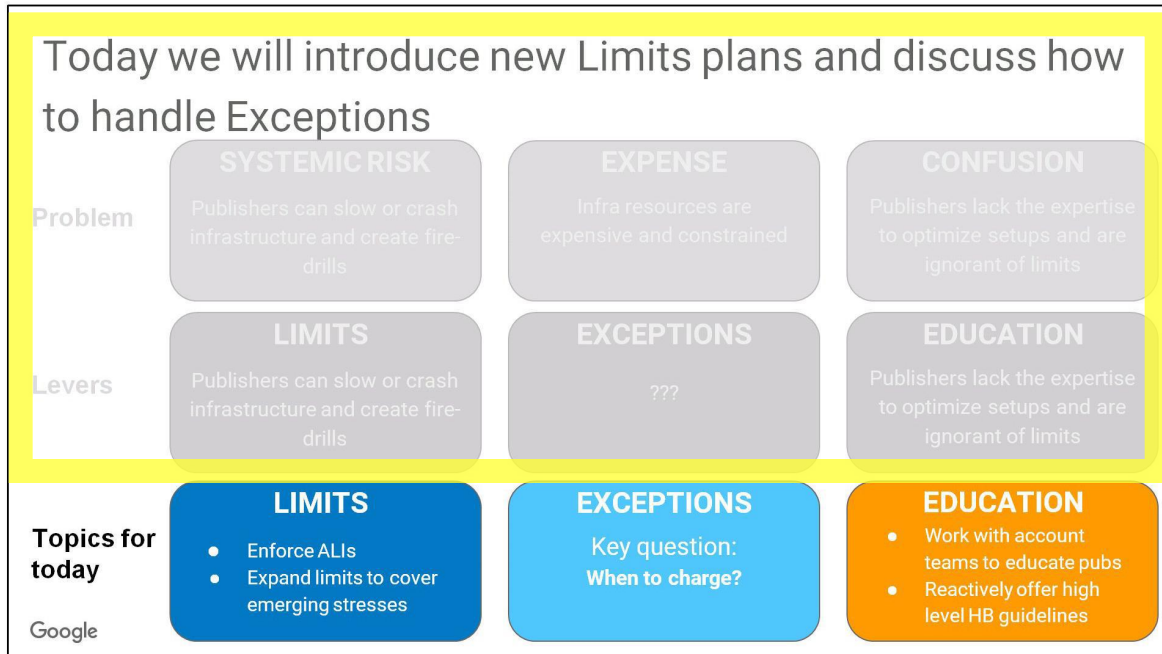 Today we will introduce new Limits plans and discuss how
to handle Exceptions
Problem
SYSTEMIC RISK
Publishers can slow or crash
infrastructure and create fire-
drills
EXPENSE
Infra resources are
expensive and constrained
CONFUSION
Publishers lack the expertise
to optimize setups and are
ignorant of limits
Levers
LIMITS
Publishers can slow or crash
infrastructure and create fire-
drills
EXCEPTIONS
???
EDUCATION
Publishers lack the expertise
to optimize setups and are
ignorant of limits
Topics for
today
LIMITS
● Enforce ALIs
● Expand limits to cover
emerging stresses
EXCEPTIONS
Key question:
When to charge?
EDUCATION
● Work with account
teams to educate pubs
● Reactively offer high
level HB guidelines
Google